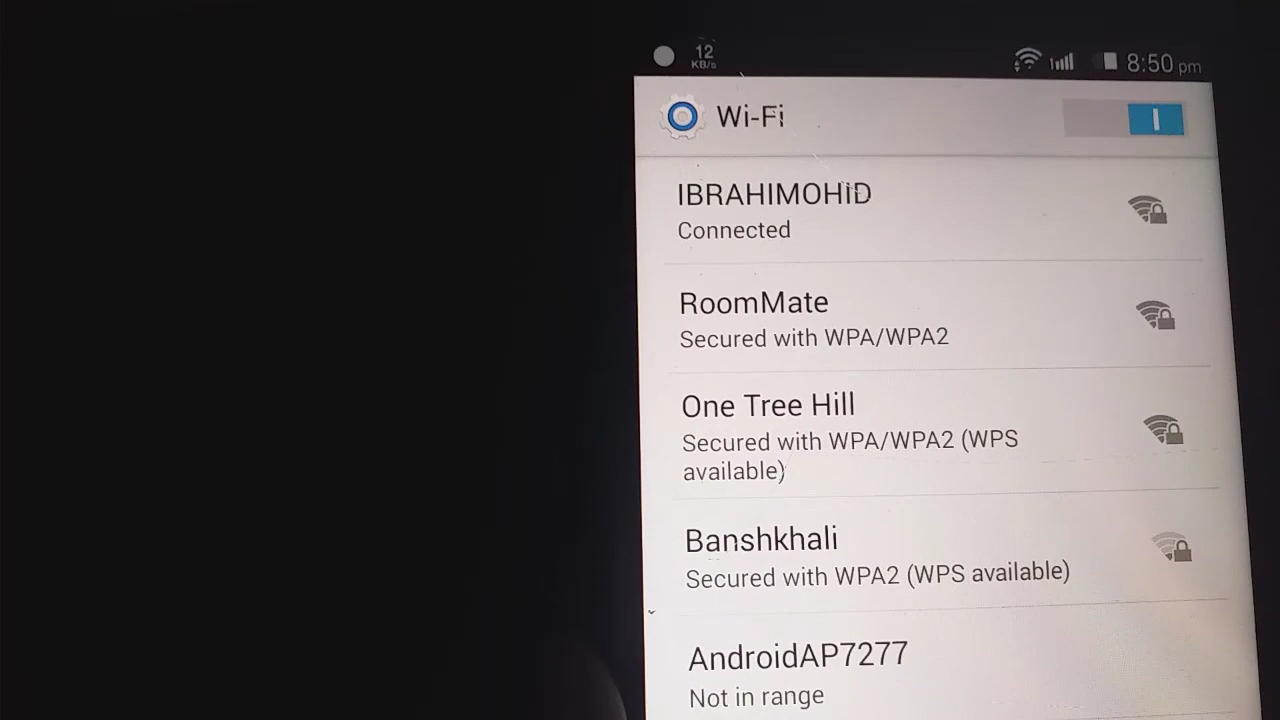 12
KB/s
8:50 pm
Wi-Fi
IBRAHIMOHID
Connected
RoomMate
Secured with WPA/WPA2
One Tree Hill
Secured with WPA/WPA2 (WPS
available)
Banshkhali
Secured with WPA2 (WPS available)
AndroidAP7277
Not in range